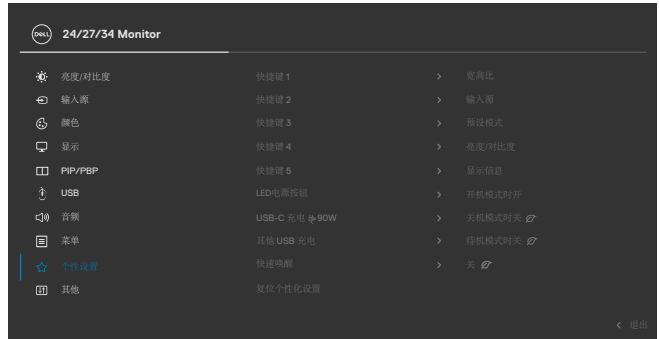 DELL 24/27/34 Monitor
亮度/对比度 快捷键 1 宽高比
输入源 快捷键 2 输入源
颜色 快捷键 3 预设模式
显示 快捷键 4 亮度/对比度
PIP/PBP 快捷键 5 显示信息
USB LED电源按钮 开机模式时开
音频 USB-C 充电 90W 关机模式时关
菜单 其他 USB 充电 待机模式时关
个性设置 快速唤醒 关
其他 复位个性化设置
退出